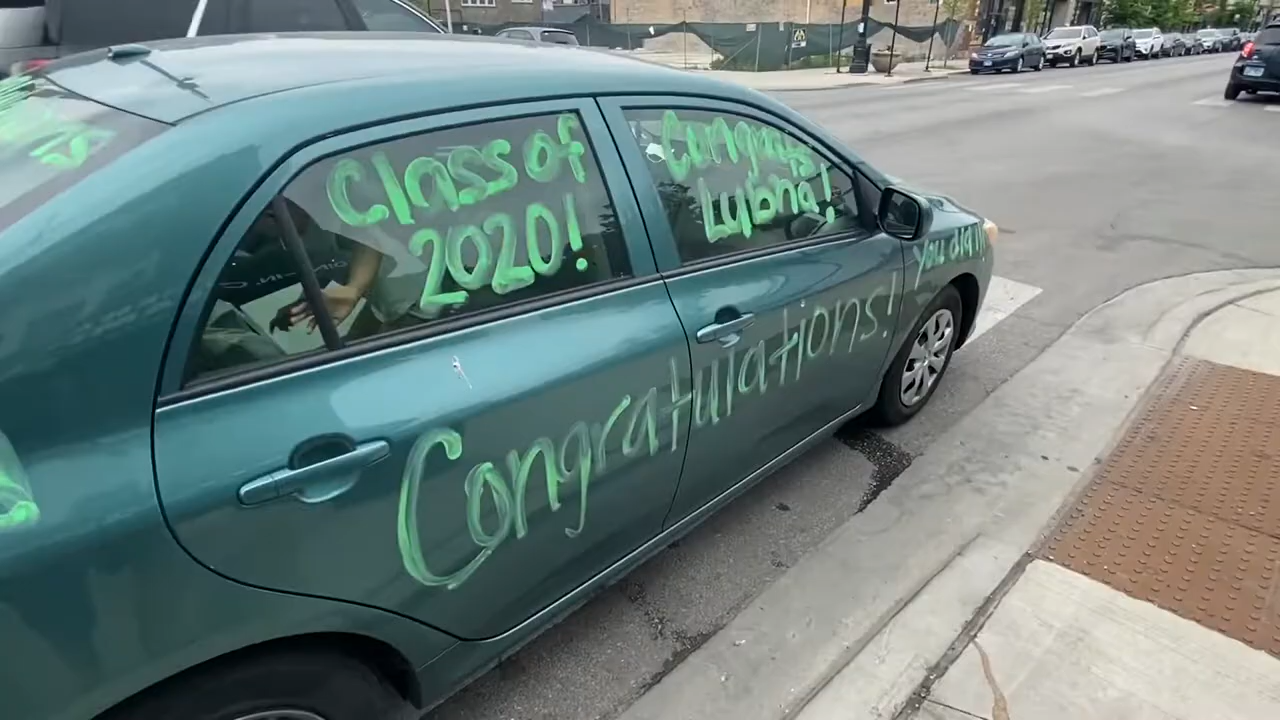 Class of
2020!
Congrats
Lubna!
you did it
Congratulations!